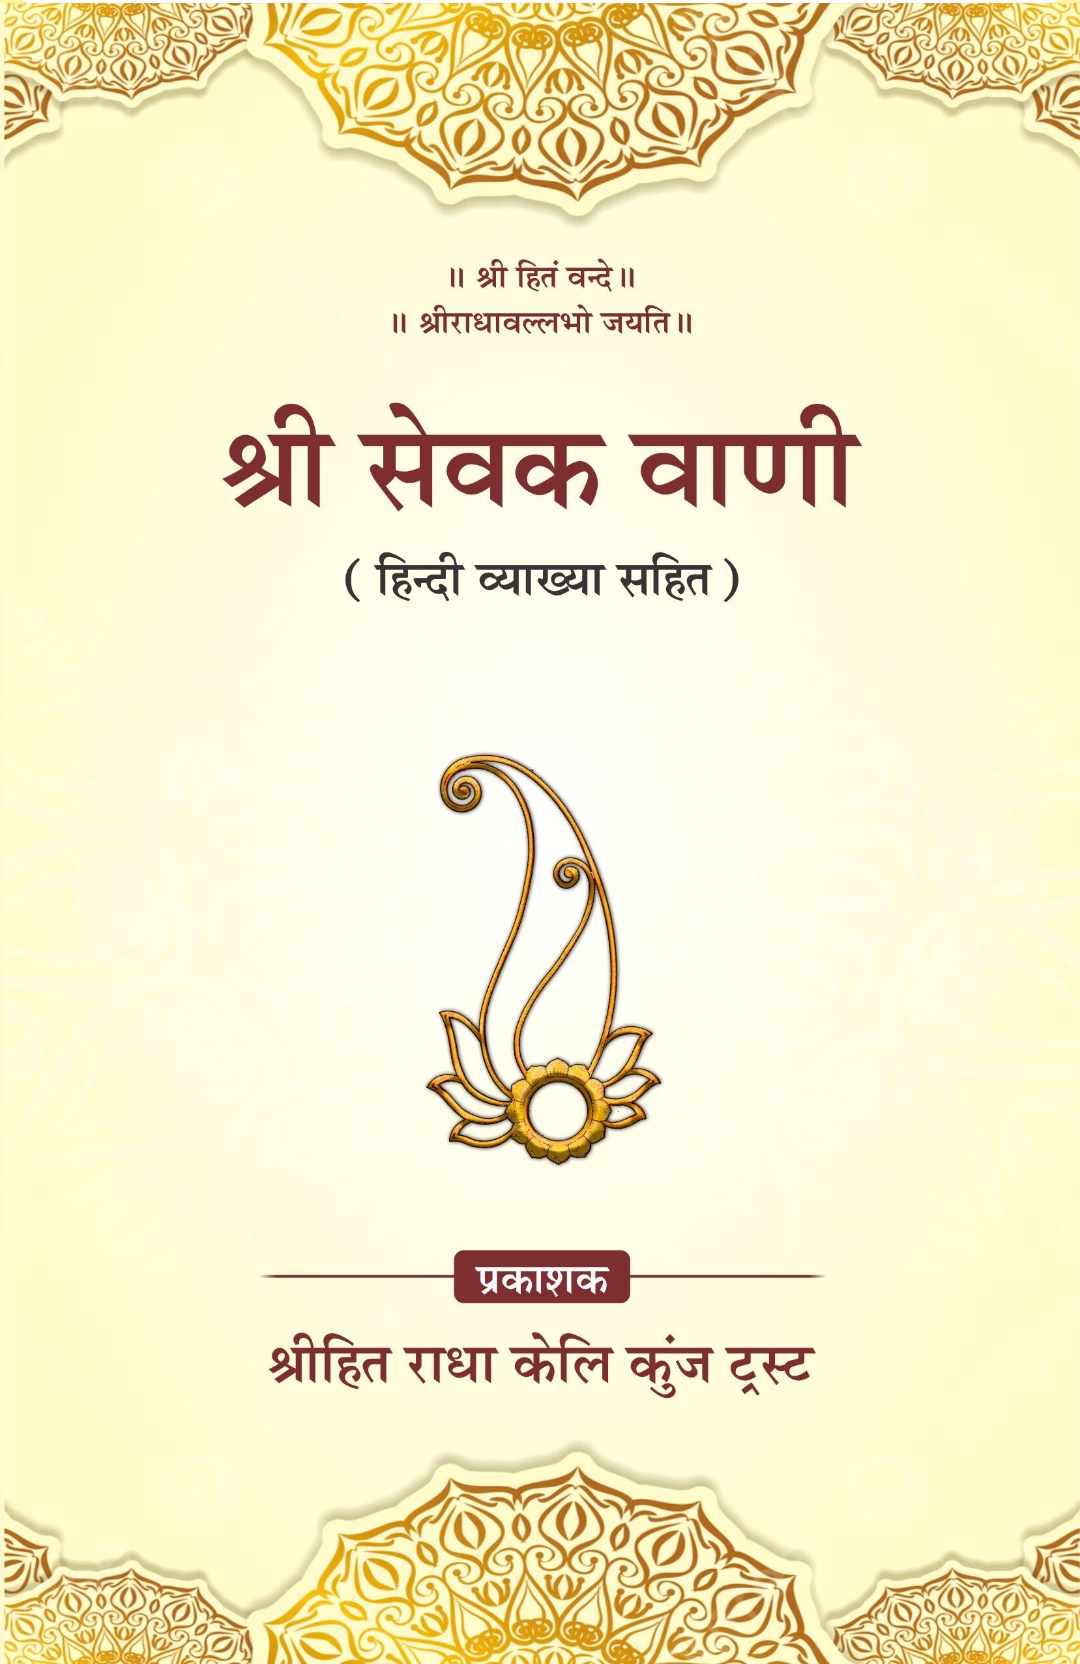 ॥ श्री हितं वन्दे॥
॥ श्रीराधावल्लभो जयति॥
श्री सेवक वाणी
( हिन्दी व्याख्या सहित )
प्रकाशक
श्रीहित राधा केलि कुंज ट्रस्ट